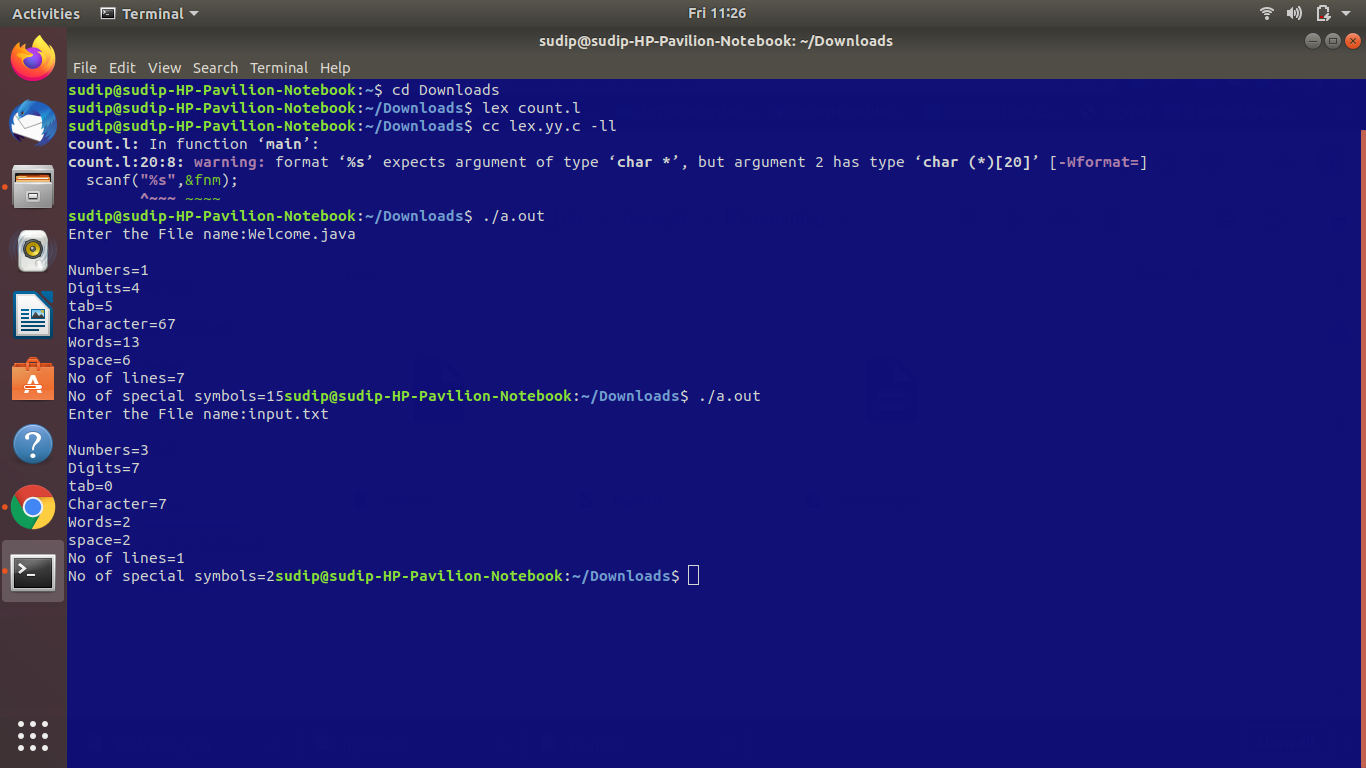 Activities Terminal Fri 11:26
sudip@sudip-HP-Pavilion-Notebook: ~/Downloads
File Edit View Search Terminal Help
sudip@sudip-HP-Pavilion-Notebook:~$ cd Downloads
sudip@sudip-HP-Pavilion-Notebook:~/Downloads$ lex count.l
sudip@sudip-HP-Pavilion-Notebook:~/Downloads$ cc lex.yy.c -ll
count.l: In function ‘main’:
count.l:20:8: warning: format ‘%s’ expects argument of type ‘char *’, but argument 2 has type ‘char (*)[20]’ [-Wformat=]
  scanf("%s",&fnm);
        ^~~~ ~~~~
sudip@sudip-HP-Pavilion-Notebook:~/Downloads$ ./a.out
Enter the File name:Welcome.java
Numbers=1
Digits=4
tab=5
Character=67
Words=13
space=6
No of lines=7
No of special symbols=15sudip@sudip-HP-Pavilion-Notebook:~/Downloads$ ./a.out
Enter the File name:input.txt
Numbers=3
Digits=7
tab=0
Character=7
Words=2
space=2
No of lines=1
No of special symbols=2sudip@sudip-HP-Pavilion-Notebook:~/Downloads$